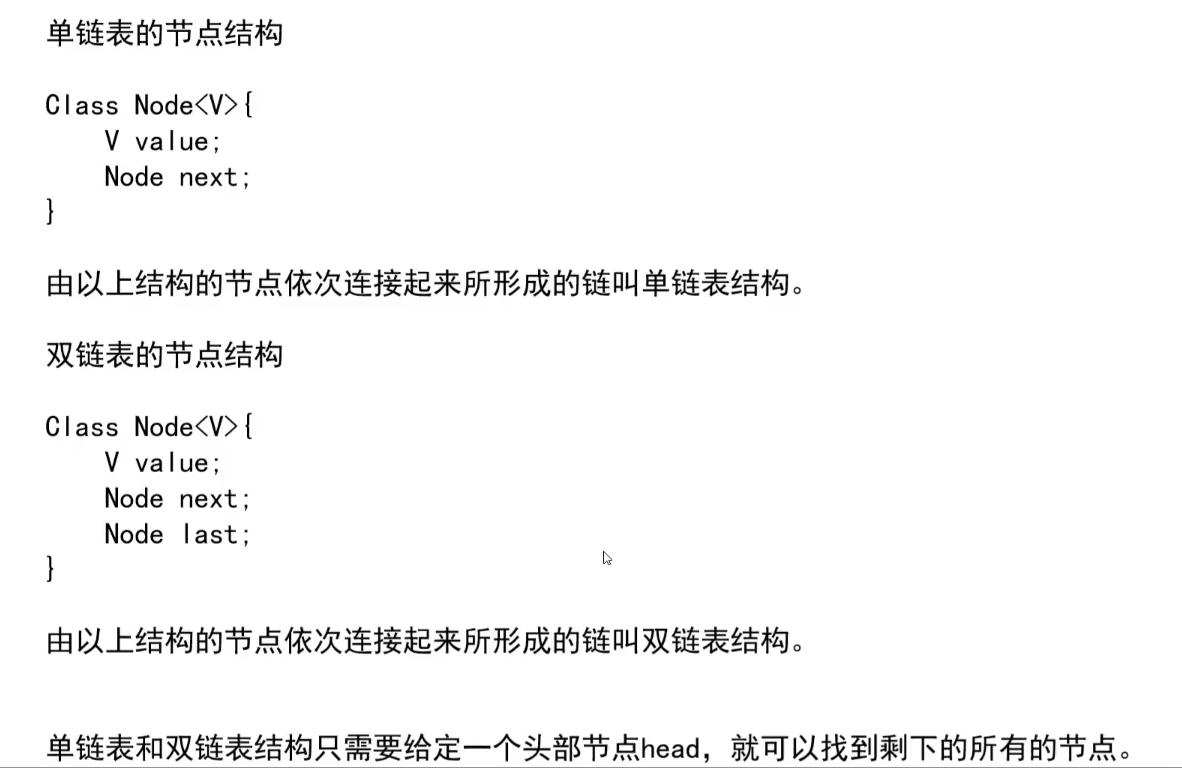 单链表的节点结构
Class Node<V>{
V value;
Node next;
}
由以上结构的节点依次连接起来所形成的链叫单链表结构。
双链表的节点结构
Class Node<V>{
V value;
Node next;
Node last;
}
由以上结构的节点依次连接起来所形成的链叫双链表结构。
单链表和双链表结构只需要给定一个头部节点head，就可以找到剩下的所有的节点。